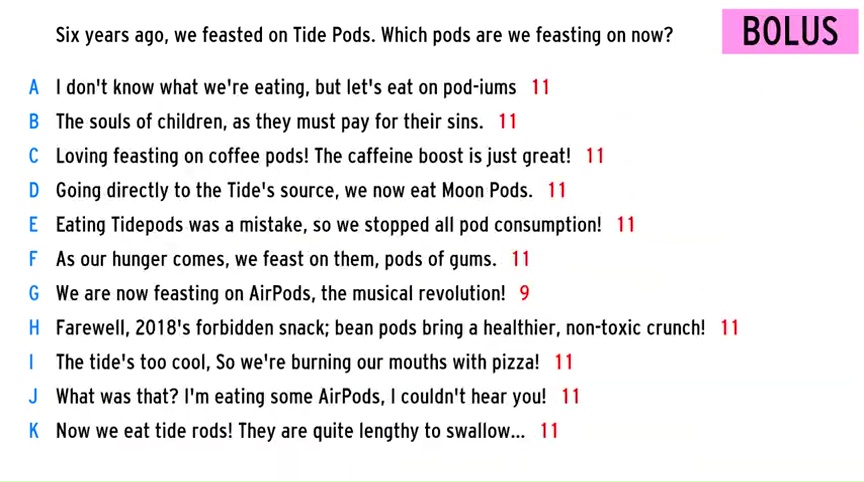 Six years ago, we feasted on Tide Pods. Which pods are we feasting on now?
BOLUS
A I don't know what we're eating, but let's eat on pod-iums 11
B The souls of children, as they must pay for their sins. 11
C Loving feasting on coffee pods! The caffeine boost is just great! 11
D Going directly to the Tide's source, we now eat Moon Pods. 11
E Eating Tidepods was a mistake, so we stopped all pod consumption! 11
F As our hunger comes, we feast on them, pods of gums. 11
G We are now feasting on AirPods, the musical revolution! 9
H Farewell, 2018's forbidden snack; bean pods bring a healthier, non-toxic crunch! 11
I The tide's too cool, So we're burning our mouths with pizza! 11
J What was that? I'm eating some AirPods, I couldn't hear you! 11
K Now we eat tide rods! They are quite lengthy to swallow... 11